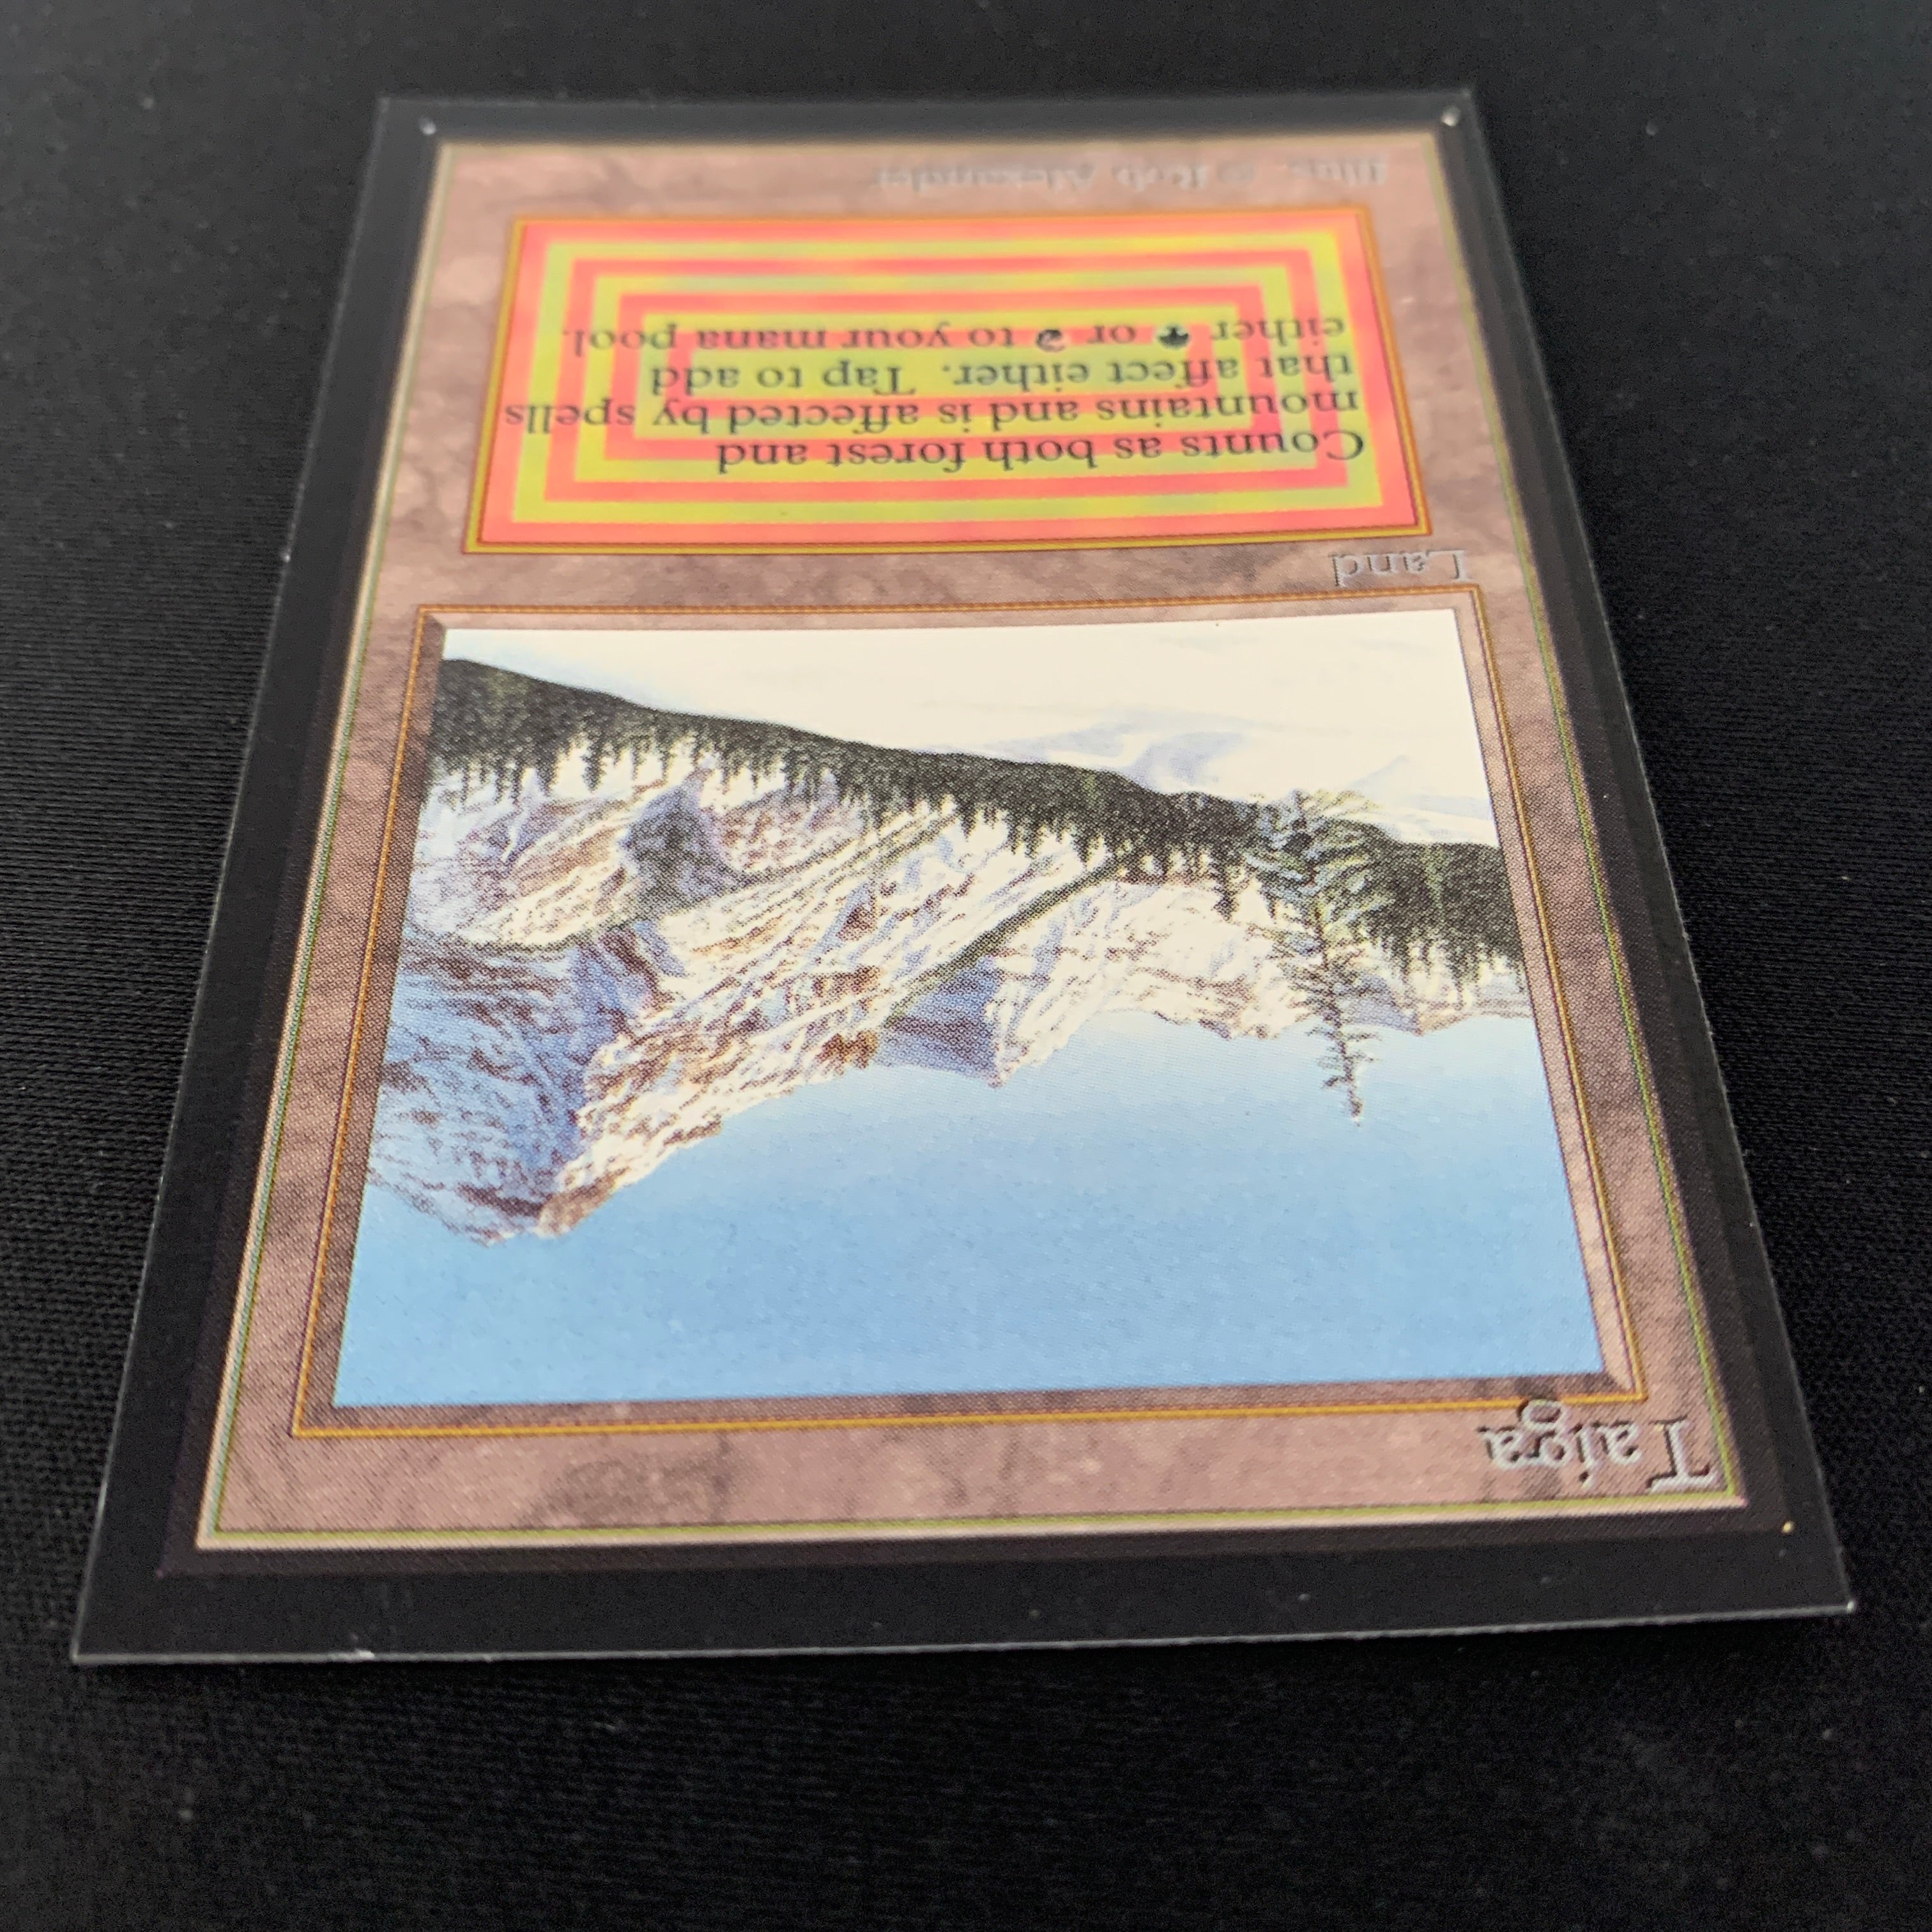 Taiga
Land
Counts as both forest and
mountains and is affected by spells
that affect either. Tap to add
either or to your mana pool.
Illus. © Rob Alexander